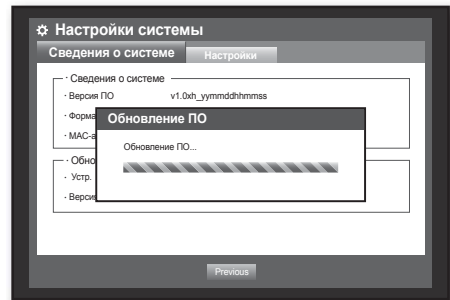 Настройки системы
Сведения о системе
Настройки
· Сведения о системе
· Версия ПО v1.0xh_yymmddhhmmss
· Форма
· MAC-а
Обновление ПО
Обновление ПО...
· Обно
· Устр.
· Версия
Previous